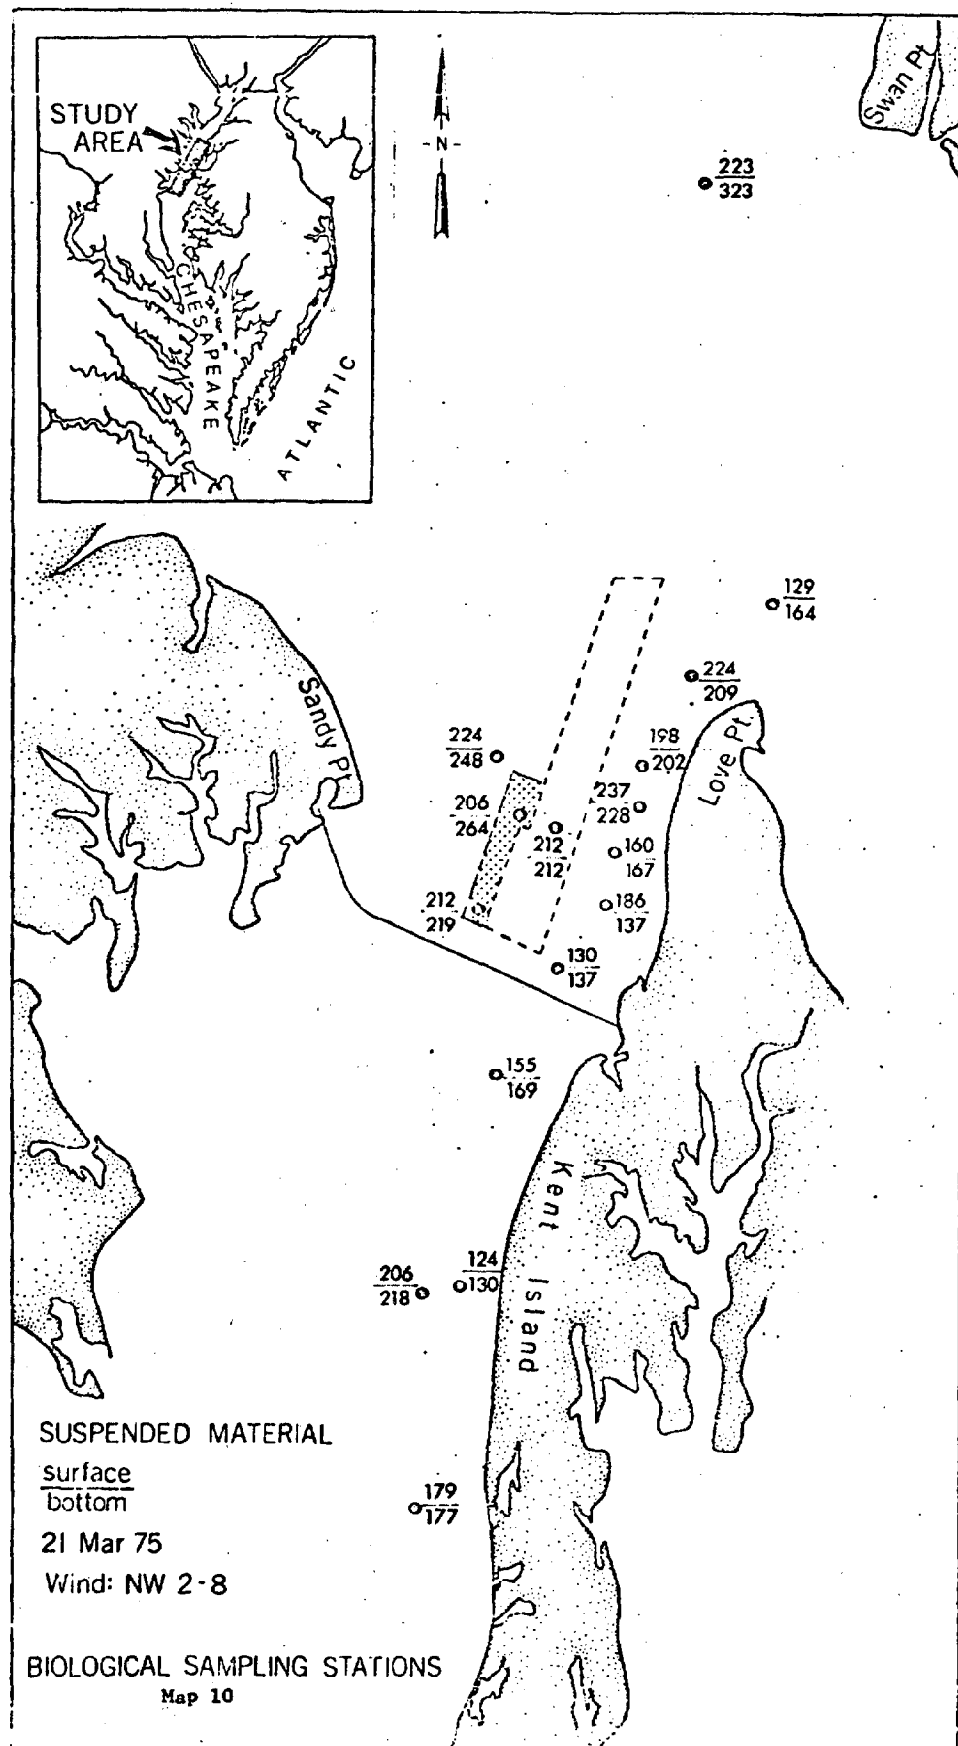 STUDY
AREA
CHESAPEAKE
ATLANTIC
-N-
Swan Pt
223
323
129
164
224
209
Sandy Pt.
Love Pt.
224
248
198
202
206
264
237
228
212
212
160
167
212
219
186
137
130
137
155
169
Kent Island
206
218
124
130
179
177
SUSPENDED MATERIAL
surface
bottom
21 Mar 75
Wind: NW 2-8
BIOLOGICAL SAMPLING STATIONS
Map 10